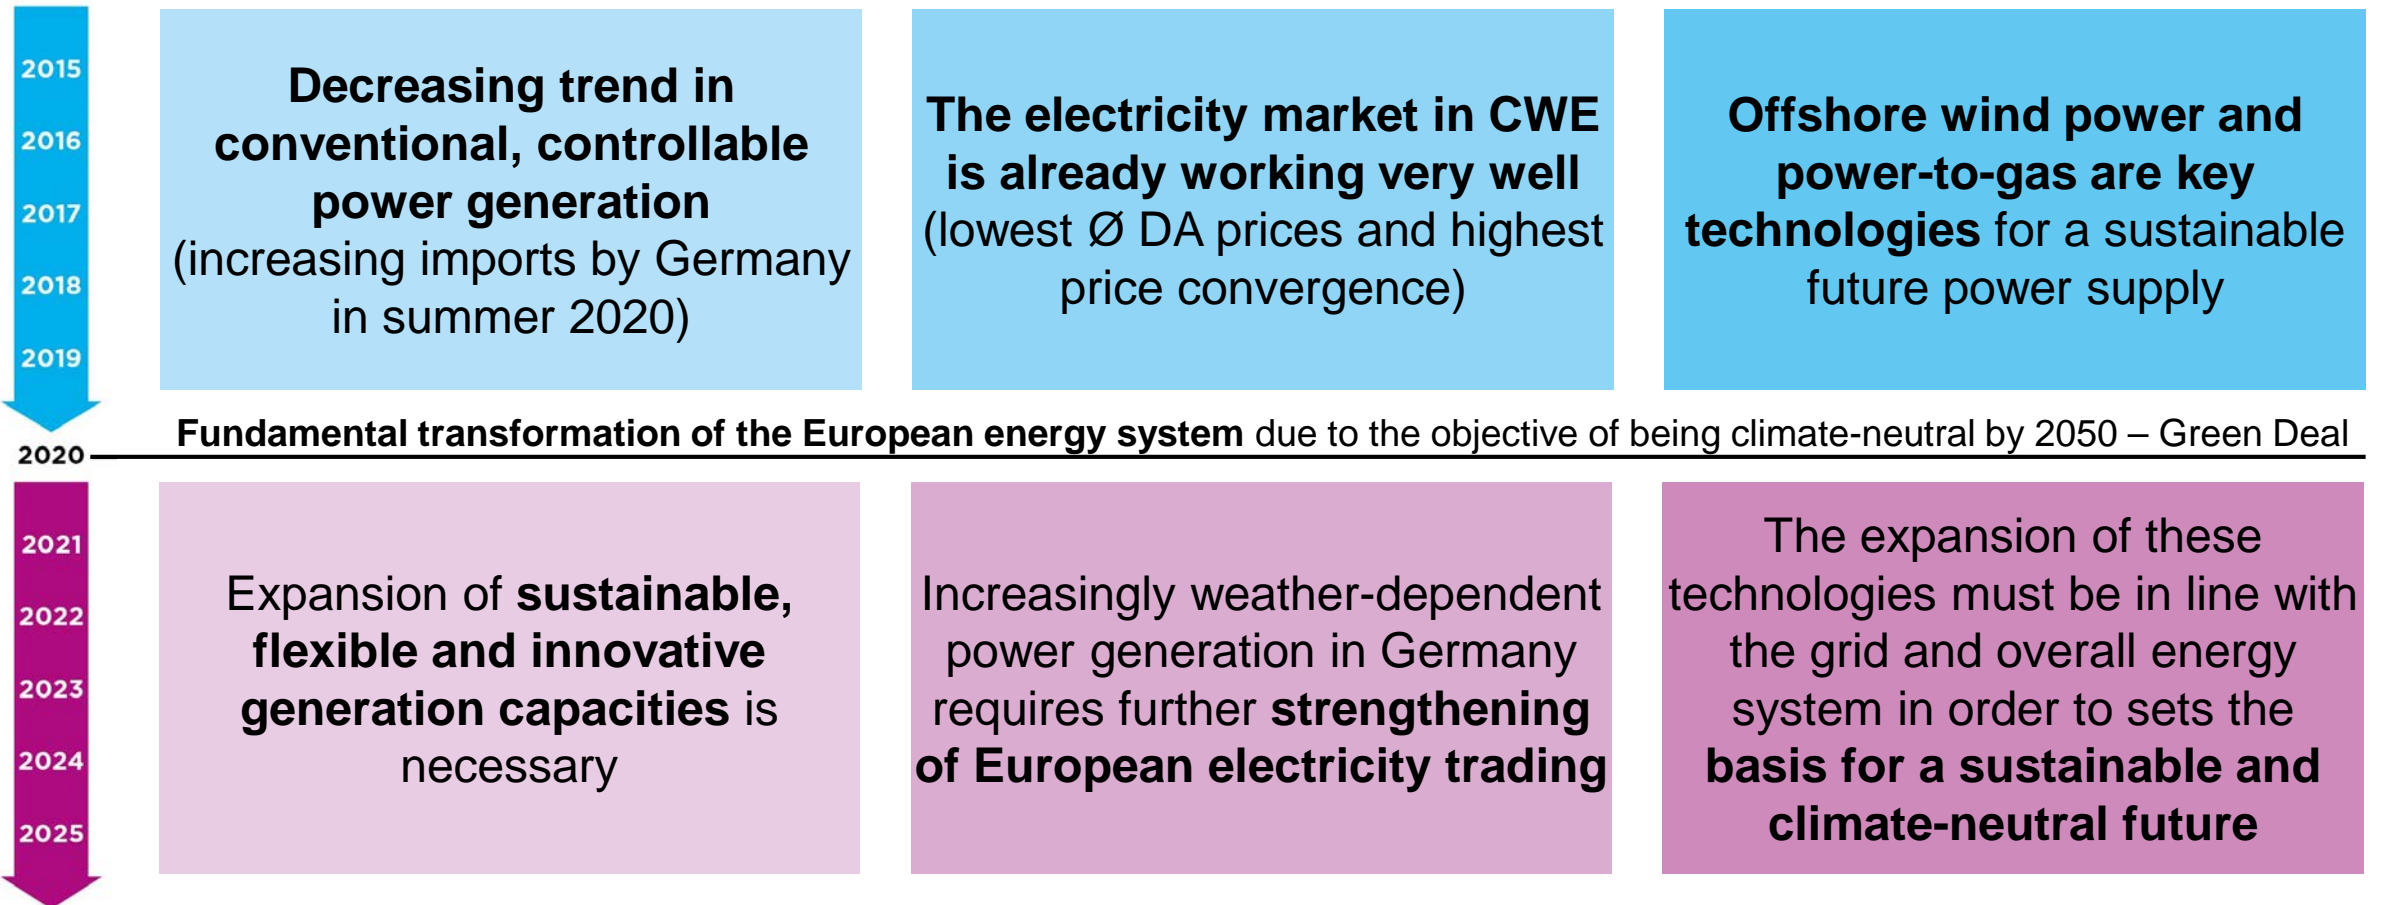 2015
2016
2017
2018
2019
Decreasing trend in
conventional, controllable
power generation
(increasing imports by Germany
in summer 2020)
The electricity market in CWE
is already working very well
(lowest Ø DA prices and highest
price convergence)
Offshore wind power and
power-to-gas are key
technologies for a sustainable
future power supply
2020
Fundamental transformation of the European energy system due to the objective of being climate-neutral by 2050 – Green Deal
2021
2022
2023
2024
2025
Expansion of sustainable,
flexible and innovative
generation capacities is
necessary
Increasingly weather-dependent
power generation in Germany
requires further strengthening
of European electricity trading
The expansion of these
technologies must be in line with
the grid and overall energy
system in order to sets the
basis for a sustainable and
climate-neutral future